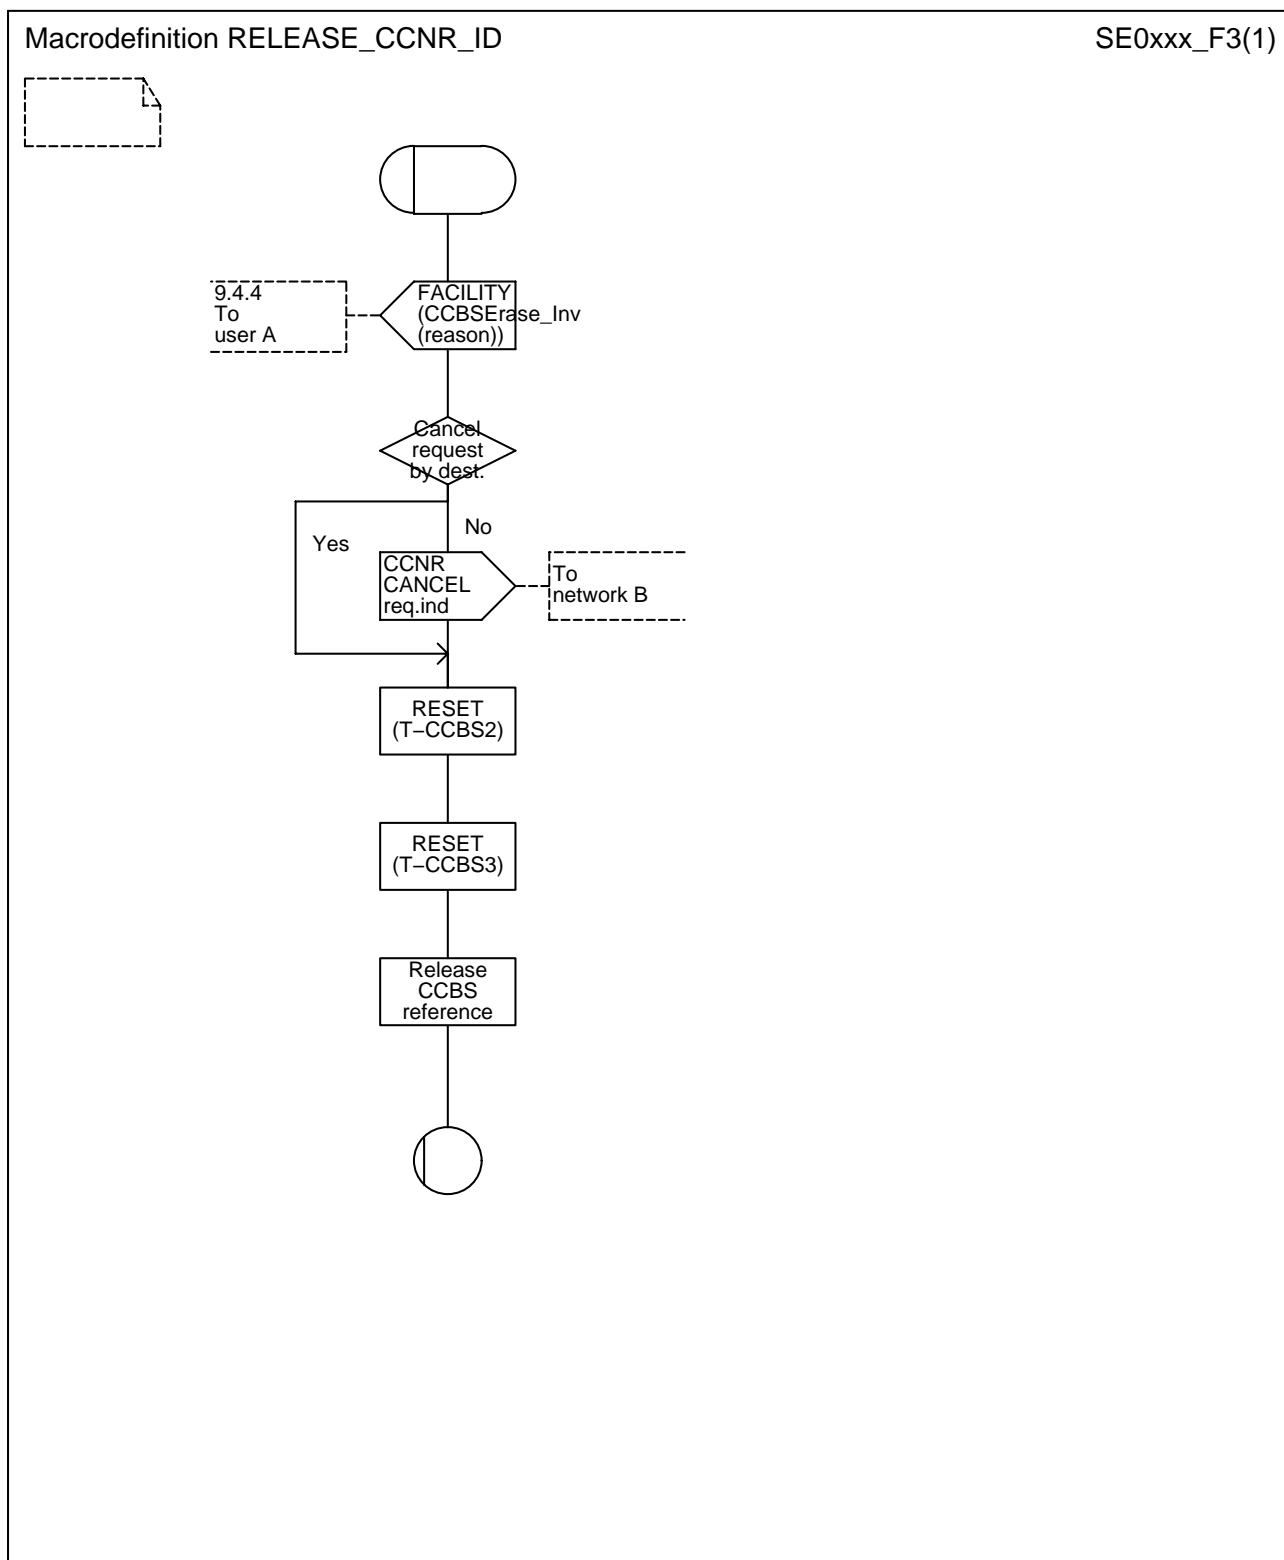 Macrodefinition RELEASE_CCNR_ID
SE0xxx_F3(1)
9.4.4
To
user A
FACILITY
(CCBSErase_Inv
(reason))
Cancel
request
by dest.
No
Yes
CCNR
CANCEL
req.ind
To
network B
RESET
(T−CCBS2)
RESET
(T−CCBS3)
Release
CCBS
reference